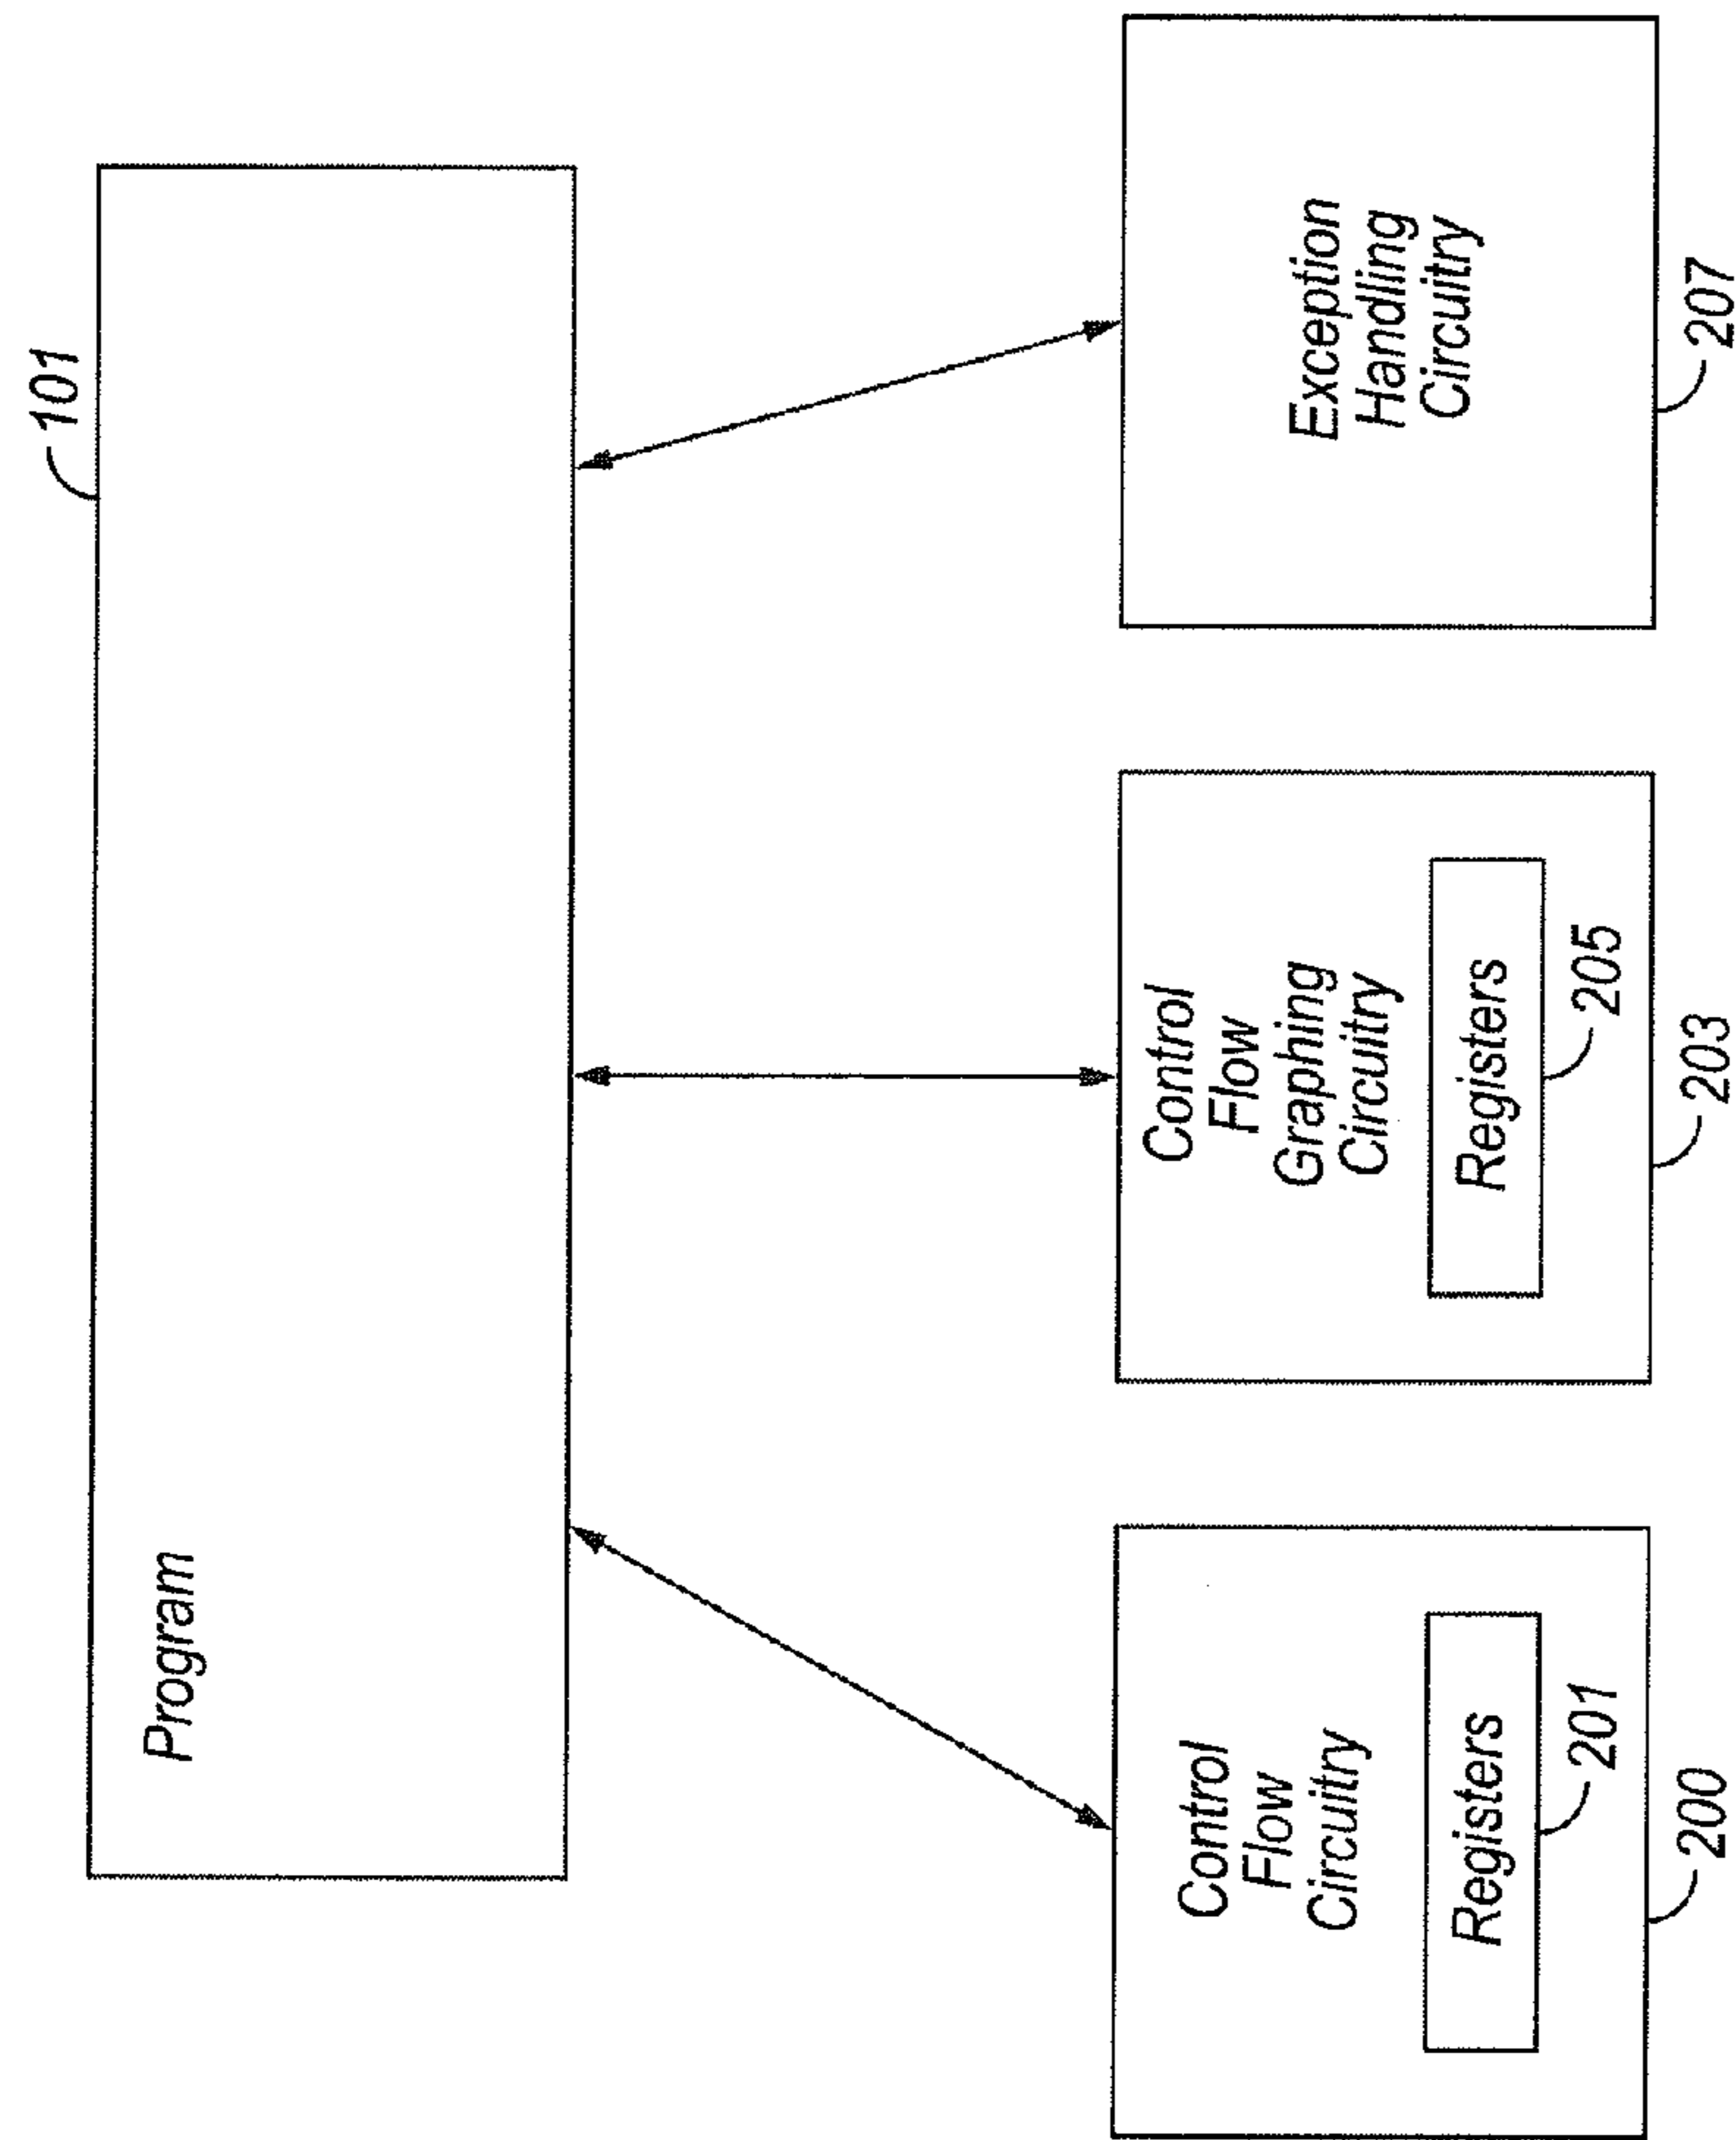 101
Program
Control
Flow
Circuitry
Registers
201
200
Control
Flow
Graphing
Circuitry
Registers
205
203
Exception
Handling
Circuitry
207